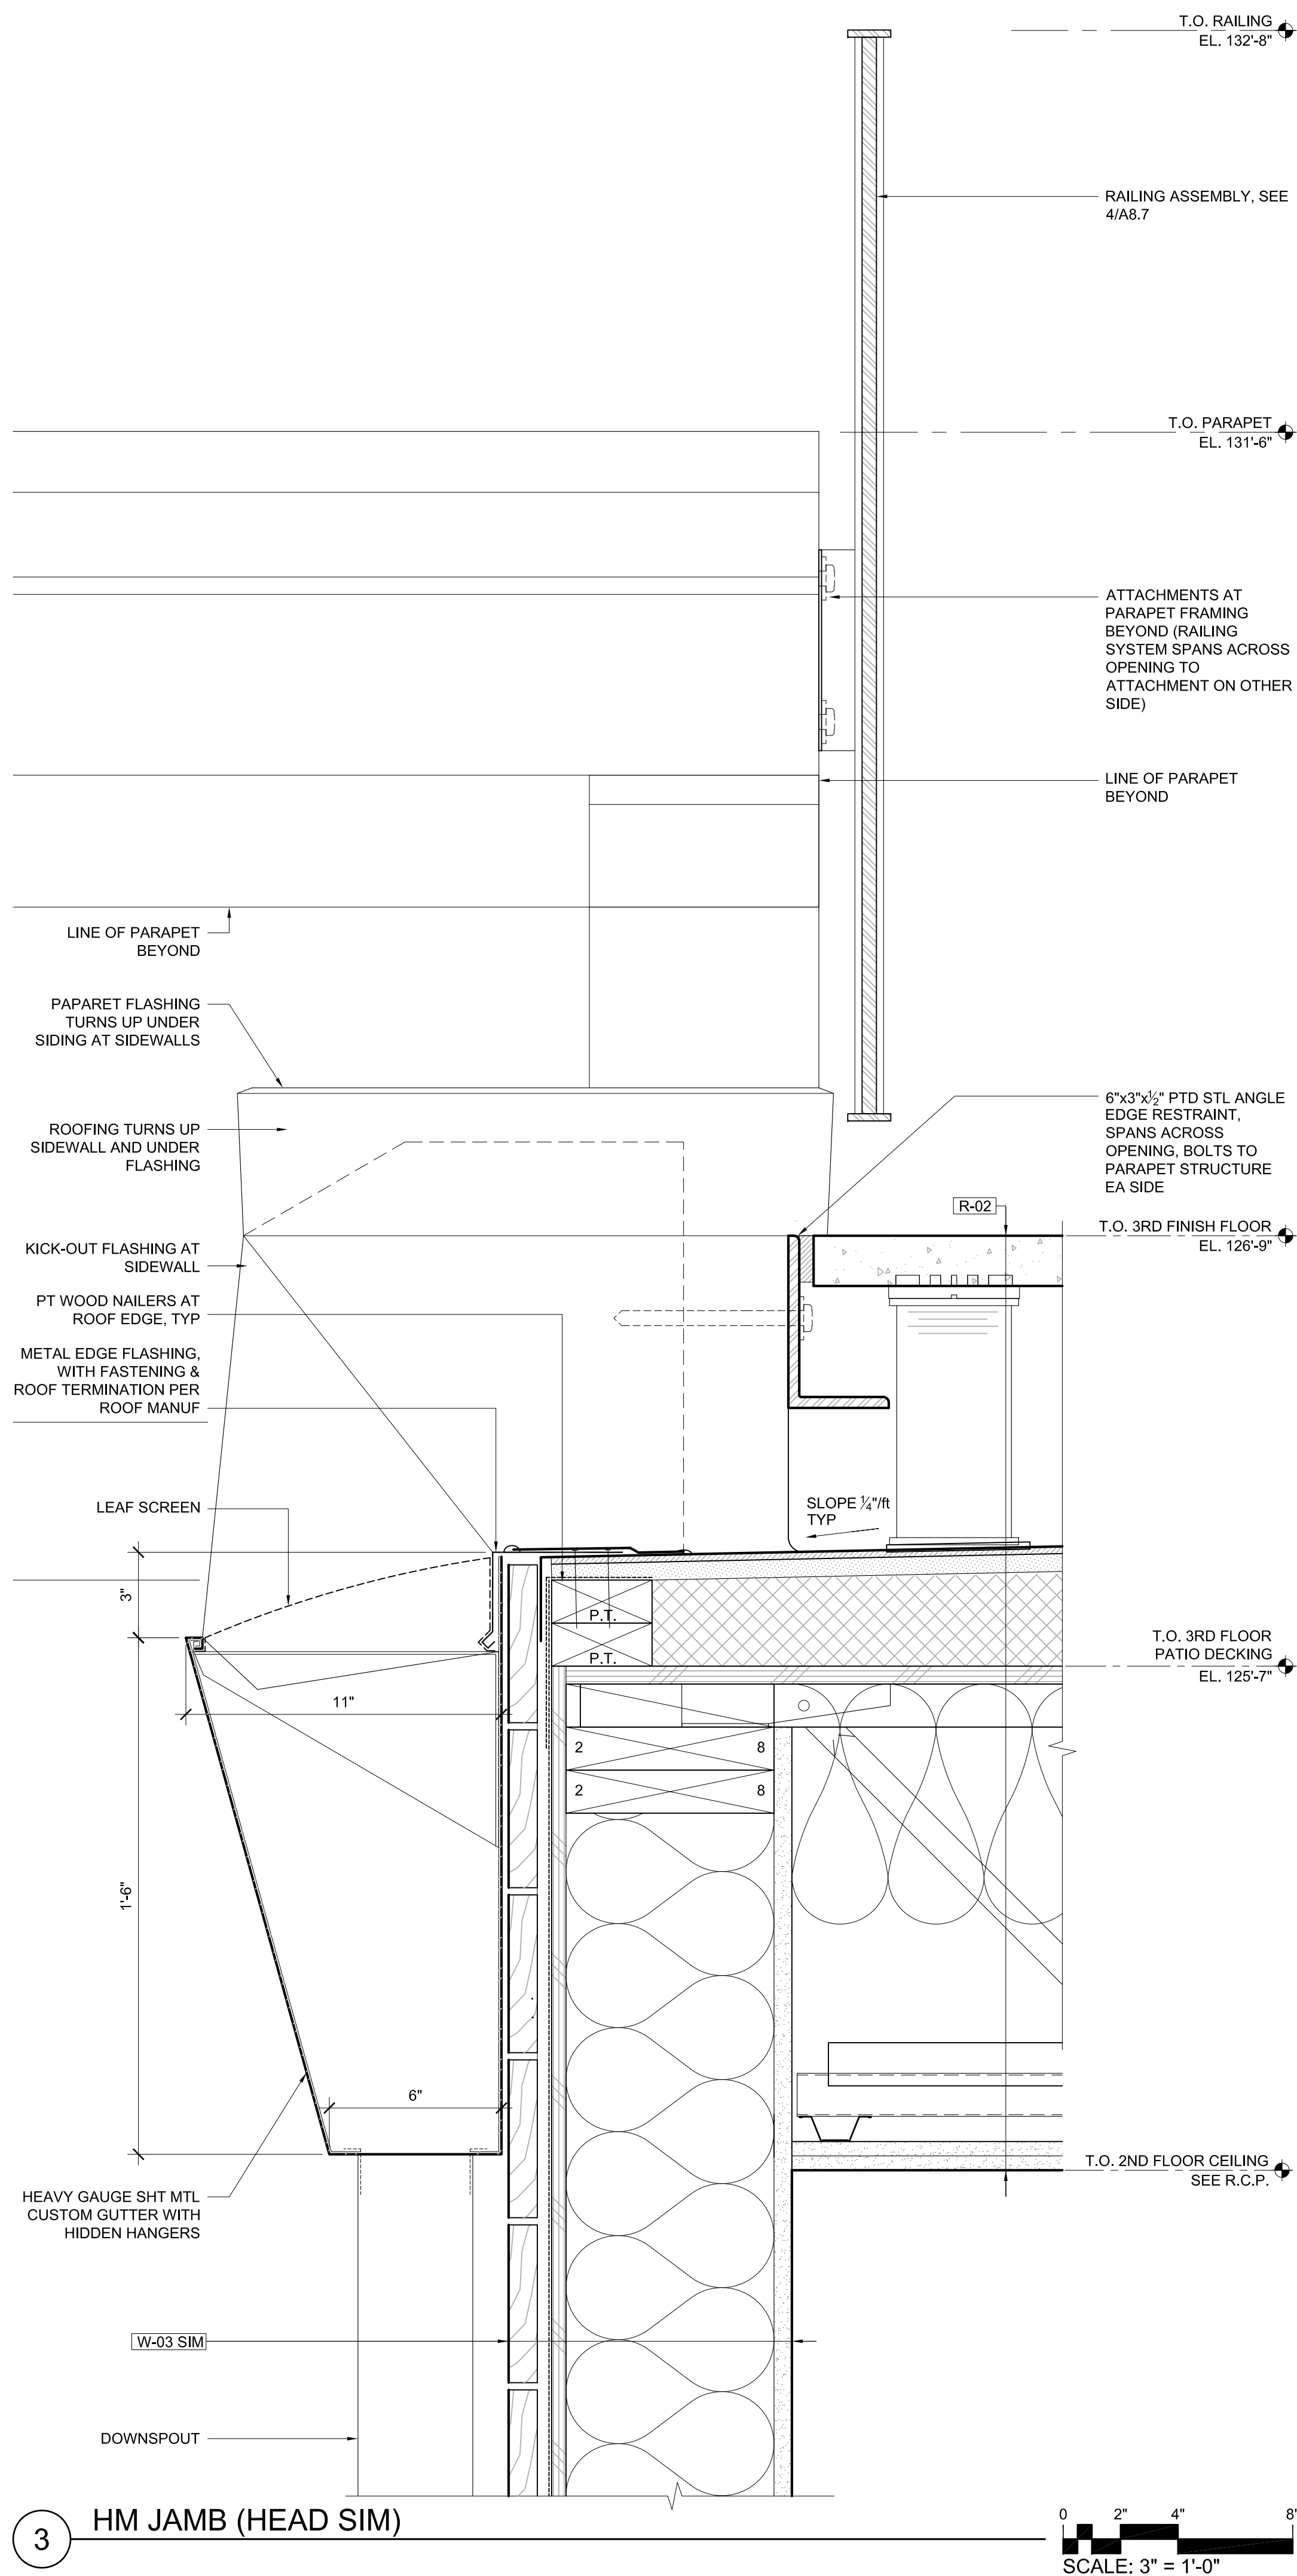 T.O. RAILING
EL. 132'-8"
RAILING ASSEMBLY, SEE
4/A8.7
T.O. PARAPET
EL. 131'-6"
ATTACHMENTS AT
PARAPET FRAMING
BEYOND (RAILING
SYSTEM SPANS ACROSS
OPENING TO
ATTACHMENT ON OTHER
SIDE)
LINE OF PARAPET
BEYOND
LINE OF PARAPET
BEYOND
PAPARET FLASHING
TURNS UP UNDER
SIDING AT SIDEWALLS
ROOFING TURNS UP
SIDEWALL AND UNDER
FLASHING
6"x3"x½" PTD STL ANGLE
EDGE RESTRAINT,
SPANS ACROSS
OPENING, BOLTS TO
PARAPET STRUCTURE
EA SIDE
R-02
T.O. 3RD FINISH FLOOR
EL. 126'-9"
KICK-OUT FLASHING AT
SIDEWALL
PT WOOD NAILERS AT
ROOF EDGE, TYP
METAL EDGE FLASHING,
WITH FASTENING &
ROOF TERMINATION PER
ROOF MANUF
LEAF SCREEN
SLOPE ¼"/ft
TYP
3"
P.T.
P.T.
T.O. 3RD FLOOR
PATIO DECKING
EL. 125'-7"
11"
2 8
2 8
1'-6"
6"
T.O. 2ND FLOOR CEILING
SEE R.C.P.
HEAVY GAUGE SHT MTL
CUSTOM GUTTER WITH
HIDDEN HANGERS
W-03 SIM
DOWNSPOUT
3
HM JAMB (HEAD SIM)
0 2" 4" 8'
SCALE: 3" = 1'-0"